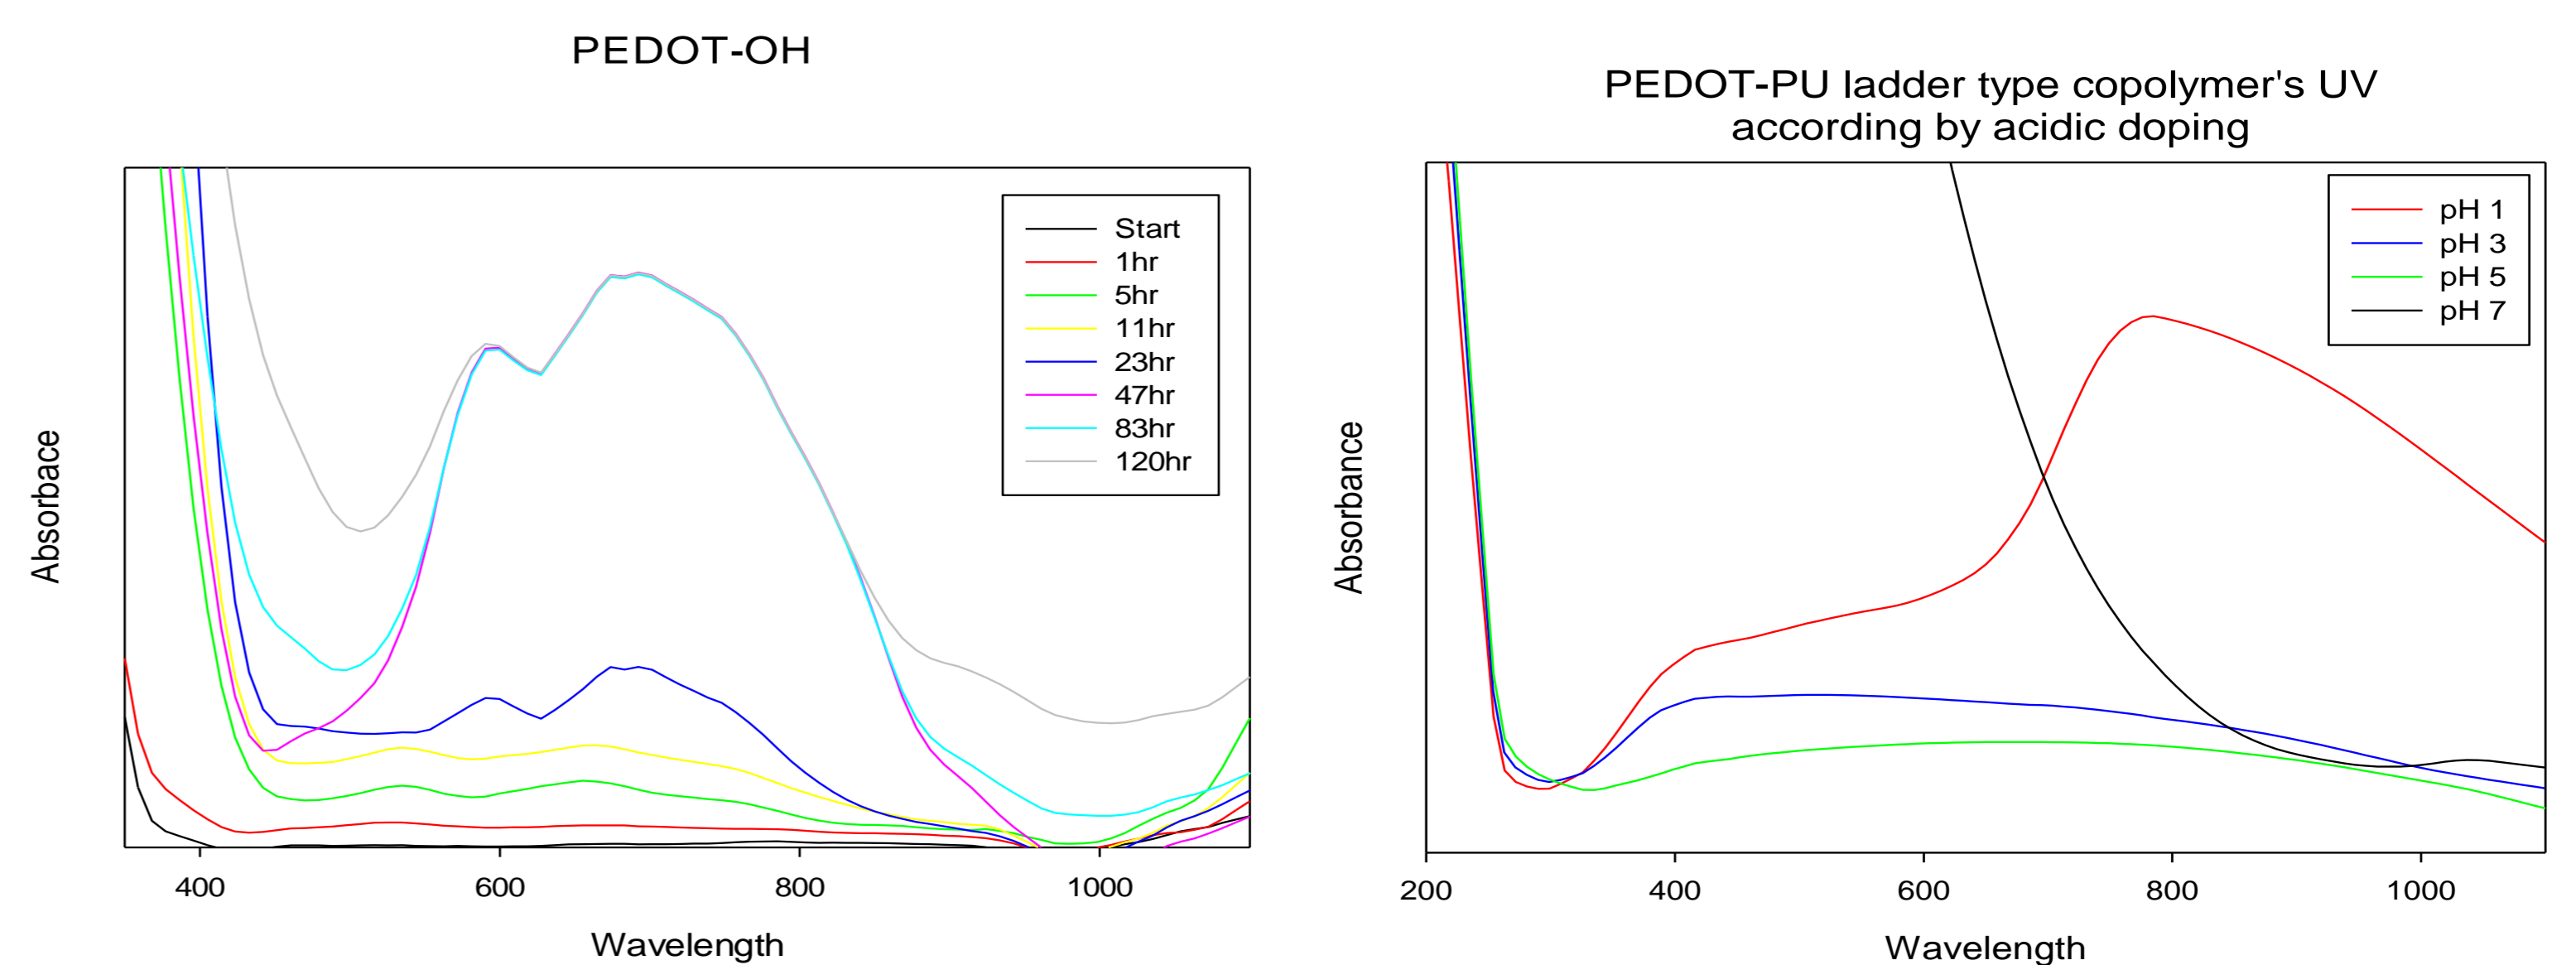 PEDOT-OH
Absorbace
Start
1hr
5hr
11hr
23hr
47hr
83hr
120hr
400
600
800
1000
Wavelength
PEDOT-PU ladder type copolymer's UV
according by acidic doping
Absorbance
pH 1
pH 3
pH 5
pH 7
200
400
600
800
1000
Wavelength